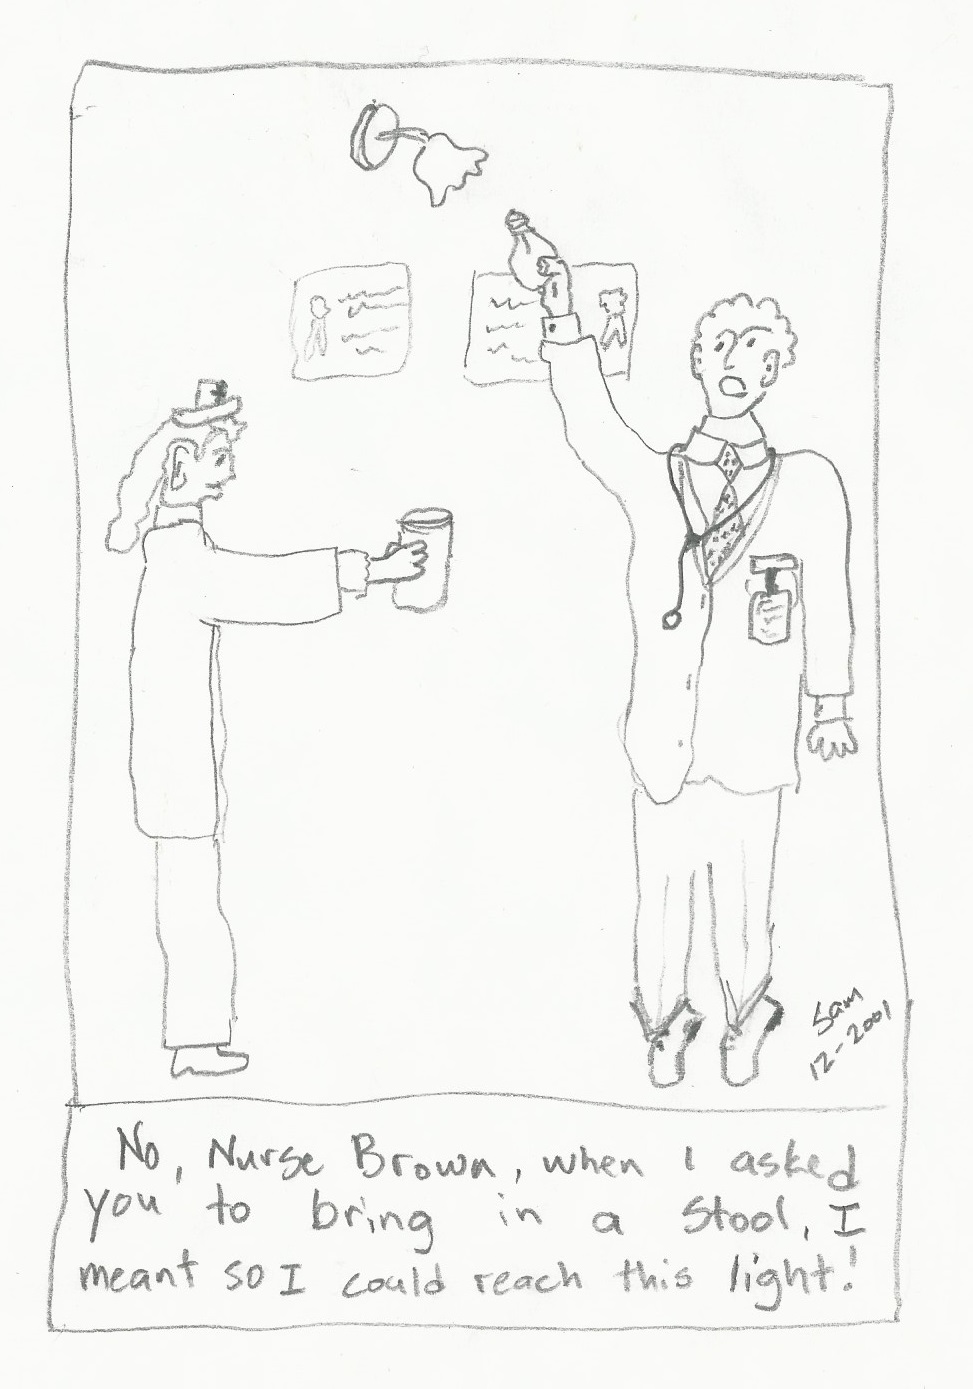 Sam
12-2001
No, Nurse Brown, when I asked
you to bring in a stool, I
meant so I could reach this light!